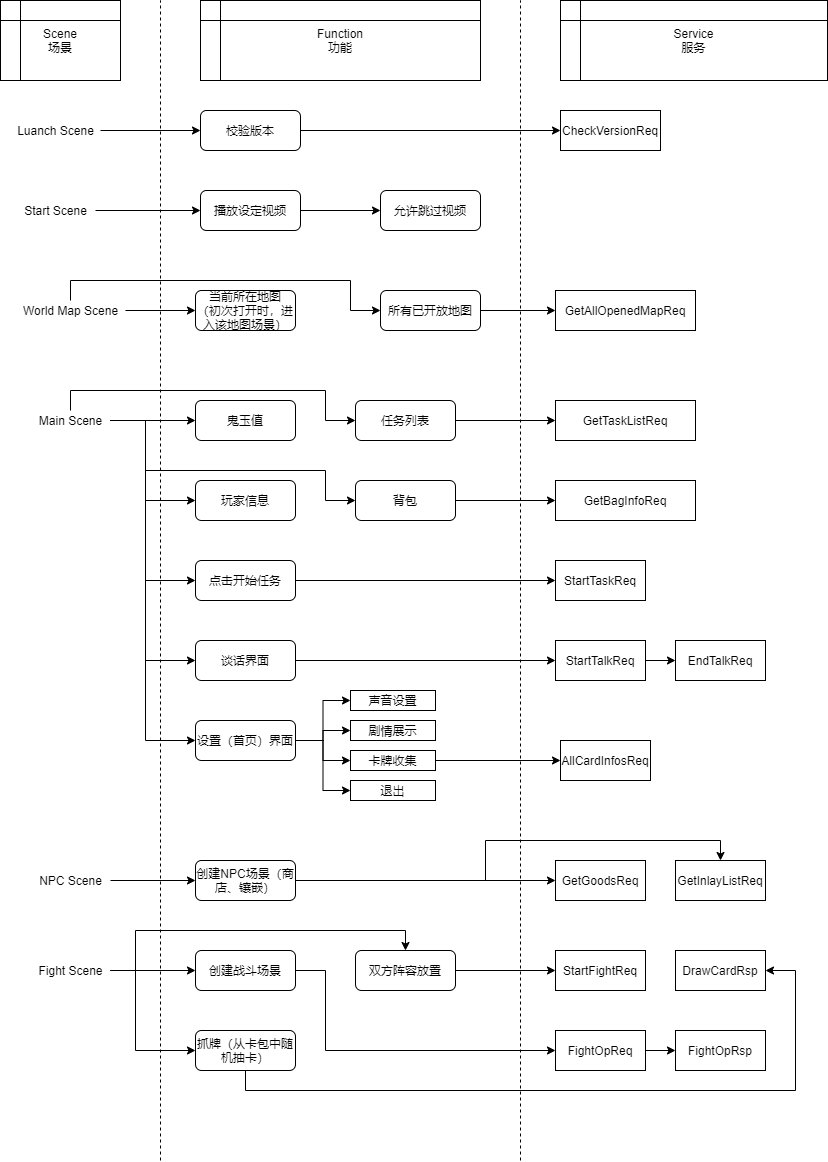 Scene
场景
Function
功能
Service
服务
Luanch Scene
校验版本
CheckVersionReq
Start Scene
播放设定视频
允许跳过视频
World Map Scene
当前所在地图
（初次打开时，进
入该地图场景）
所有已开放地图
GetAllOpenedMapReq
Main Scene
鬼玉值
任务列表
GetTaskListReq
玩家信息
背包
GetBagInfoReq
点击开始任务
StartTaskReq
谈话界面
StartTalkReq
EndTalkReq
设置（首页）界面
声音设置
剧情展示
卡牌收集
退出
AllCardInfosReq
NPC Scene
创建NPC场景（商
店、镶嵌）
GetGoodsReq
GetInlayListReq
Fight Scene
创建战斗场景
双方阵容放置
StartFightReq
DrawCardRsp
抓牌（从卡包中随
机抽卡）
FightOpReq
FightOpRsp